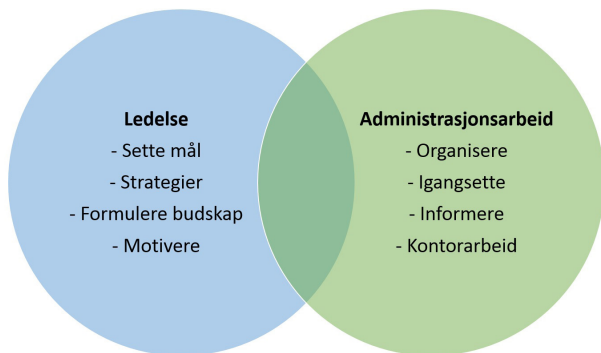 Ledelse
- Sette mål
- Strategier
- Formulere budskap
- Motivere
Administrasjonsarbeid
- Organisere
- Igangsette
- Informere
- Kontorarbeid